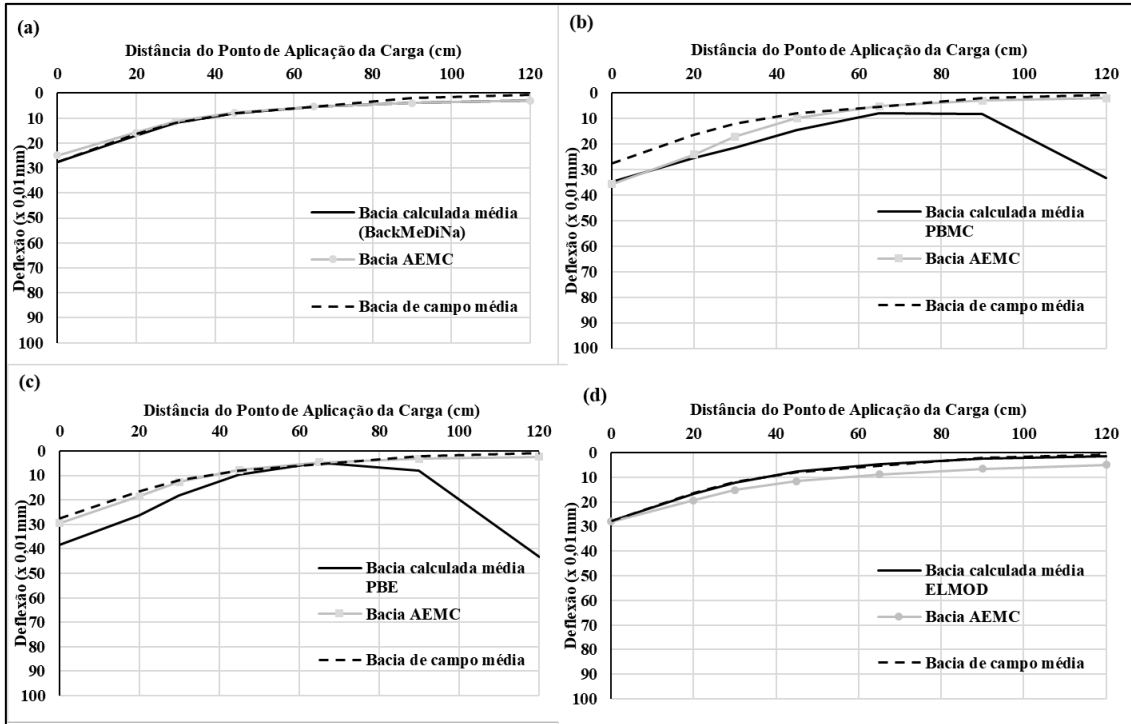 (a)
Distância do Ponto de Aplicação da Carga (cm)
0 20 40 60 80 100 120
0
10
20
30
40
50
60
70
80
90
100
Deflexão (x 0,01mm)
Bacia calculada média
(BackMeDiNa)
Bacia AEMC
Bacia de campo média
(b)
Distância do Ponto de Aplicação da Carga (cm)
0 20 40 60 80 100 120
0
10
20
30
40
50
60
70
80
90
100
Deflexão (x 0,01mm)
Bacia calculada média
PBMC
Bacia AEMC
Bacia de campo média
(c)
Distância do Ponto de Aplicação da Carga (cm)
0 20 40 60 80 100 120
0
10
20
30
40
50
60
70
80
90
100
Deflexão (x 0,01mm)
Bacia calculada média
PBE
Bacia AEMC
Bacia de campo média
(d)
Distância do Ponto de Aplicação da Carga (cm)
0 20 40 60 80 100 120
0
10
20
30
40
50
60
70
80
90
100
Deflexão (x 0,01mm)
Bacia calculada média
ELMOD
Bacia AEMC
Bacia de campo média